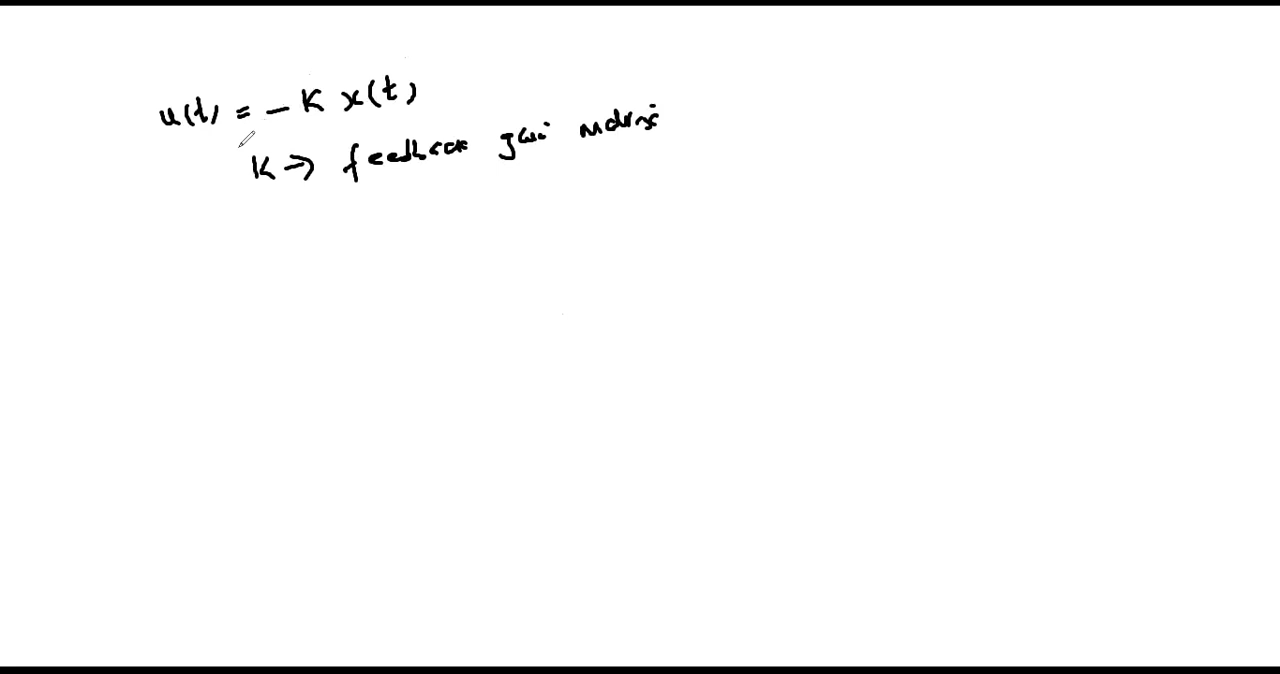 u(t) = - K x(t)
K ⇒ feedback gain matrix